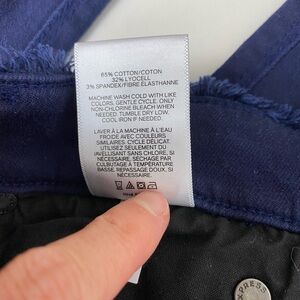 65% COTTON/COTON
32% LYOCELL
3% SPANDEX/FIBRE ÉLASTHANNE
MACHINE WASH COLD WITH LIKE
COLORS, GENTLE CYCLE. ONLY
NON-CHLORINE BLEACH WHEN
NEEDED. TUMBLE DRY LOW,
COOL IRON IF NEEDED.
LAVER À LA MACHINE À L'EAU
FROIDE AVEC COULEURS
SIMILAIRES. CYCLE DÉLICAT.
UTILISEZ SEULEMENT DU
JAVELLISANT SANS CHLORE, SI
NÉCESSAIRE. SÉCHAGE PAR
CULBUTAGE À TEMPÉRATURE
BASSE. REPASSAGE DOUX, SI
NÉCESSAIRE.
EXPRESS